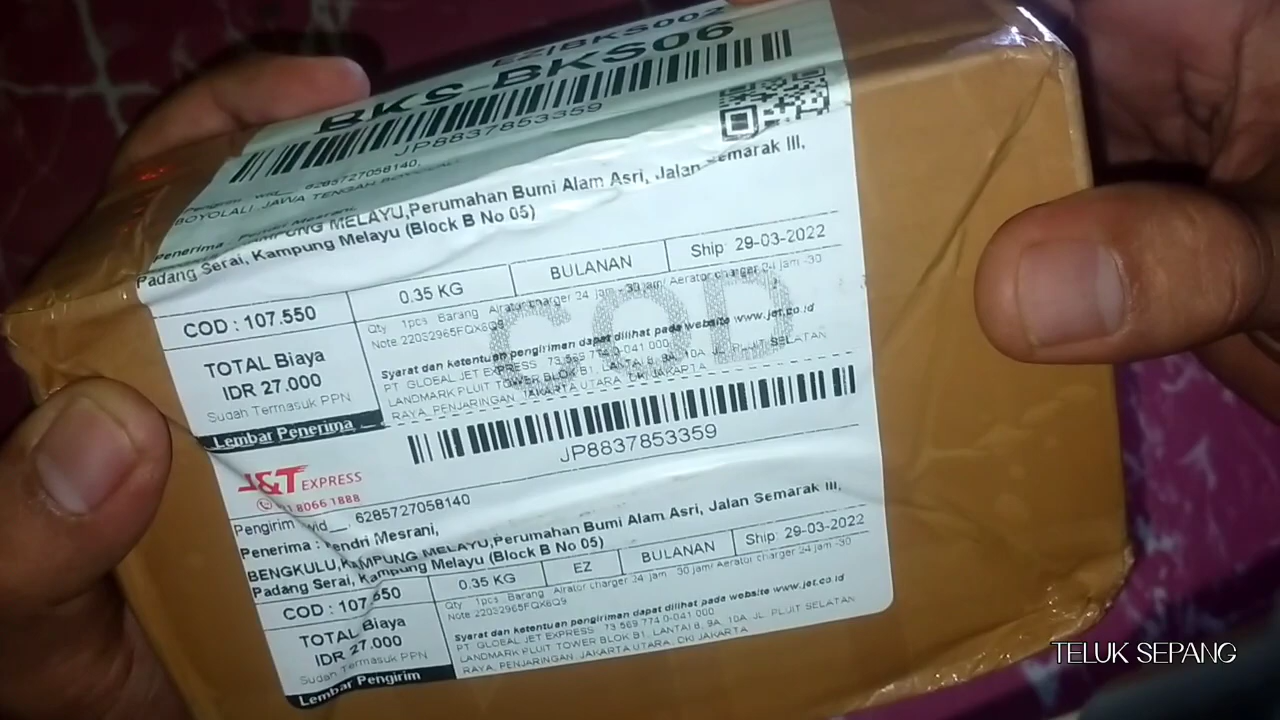 EZ/BKS002
BKS-BKS06
JP8837853359
Pengirim : wid__, 6285727058140,
BOYOLALI, JAWA TENGAH, BOYOLALI
Penerima : Mesrani,
KAMPUNG MELAYU,Perumahan Bumi Alam Asri, Jalan Semarak III,
Padang Serai, Kampung Melayu (Block B No 05)
COD : 107.550
0.35 KG
BULANAN
Ship: 29-03-2022
TOTAL Biaya
IDR 27.000
Sudah Termasuk PPN
Qty 1pcs Barang Airator charger 24 jam - 30 jam/ Aerator charger 24 jam -30
Note.22032965FQX6Q9
COD
Syarat dan ketentuan pengiriman dapat dilihat pada website www.jet.co.id
PT GLOBAL JET EXPRESS 73.569.774.0-041.000
LANDMARK PLUIT TOWER BLOK B1, LANTAI 8, 9A, 10A JL. PLUIT SELATAN
RAYA, PENJARINGAN, JAKARTA UTARA, DKI JAKARTA
Lembar Penerima
JP8837853359
J&T EXPRESS
8066 1888
Pengirim : wid__, 6285727058140
Penerima : endri Mesrani,
BENGKULU,KAMPUNG MELAYU,Perumahan Bumi Alam Asri, Jalan Semarak III,
Padang Serai, Kampung Melayu (Block B No 05)
COD : 107.550
0.35 KG
EZ
BULANAN
Ship: 29-03-2022
TOTAL Biaya
IDR 27.000
Sudah Termasuk PPN
Qty 1pcs Barang Airator charger 24 jam 30 jam/ Aerator charger 24 jam -30
Note.22032965FQX6Q9
Syarat dan ketentuan pengiriman dapat dilihat pada website www.jet.co.id
PT GLOBAL JET EXPRESS 73.569.774.0-041.000
LANDMARK PLUIT TOWER BLOK B1, LANTAI 8, 9A, 10A JL. PLUIT SELATAN
RAYA, PENJARINGAN, JAKARTA UTARA, DKI JAKARTA
Lembar Pengirim
TELUK SEPANG